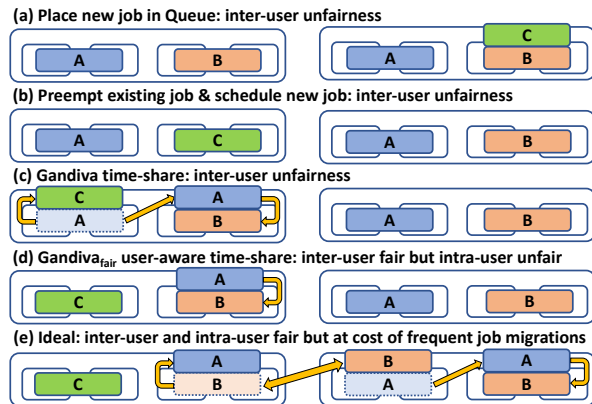 (a) Place new job in Queue: inter-user unfairness
C
A B A B
(b) Preempt existing job & schedule new job: inter-user unfairness
A C A B
(c) Gandiva time-share: inter-user unfairness
C A
A B A B
(d) Gandivafair user-aware time-share: inter-user fair but intra-user unfair
A
C B A B
(e) Ideal: inter-user and intra-user fair but at cost of frequent job migrations
A B A
C B A B